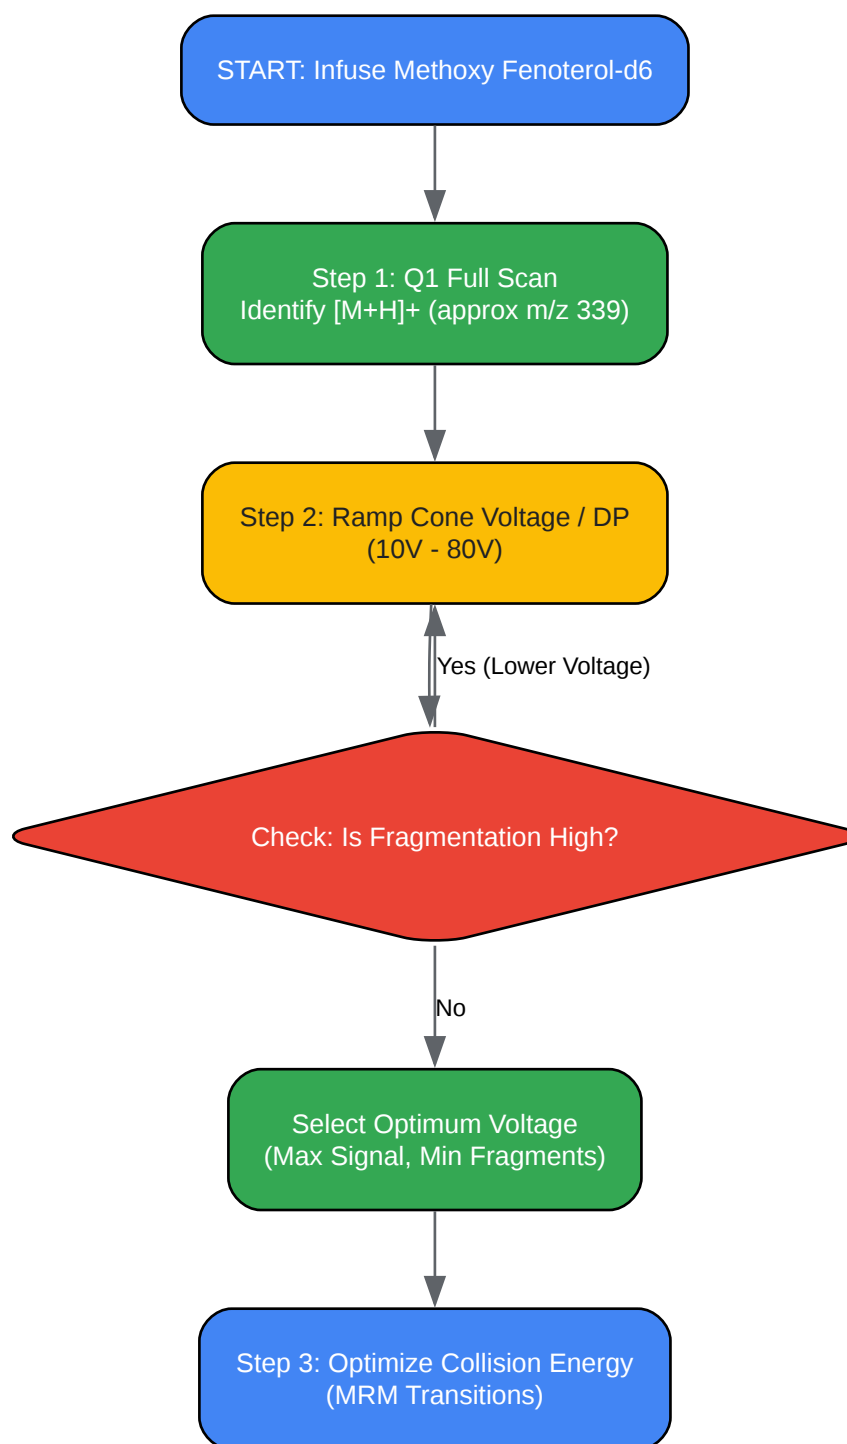 START: Infuse Methoxy Fenoterol-d6
Step 1: Q1 Full Scan
Identify [M+H]+ (approx m/z 339)
Step 2: Ramp Cone Voltage / DP
(10V - 80V)
Yes (Lower Voltage)
Check: Is Fragmentation High?
No
Select Optimum Voltage
(Max Signal, Min Fragments)
Step 3: Optimize Collision Energy
(MRM Transitions)